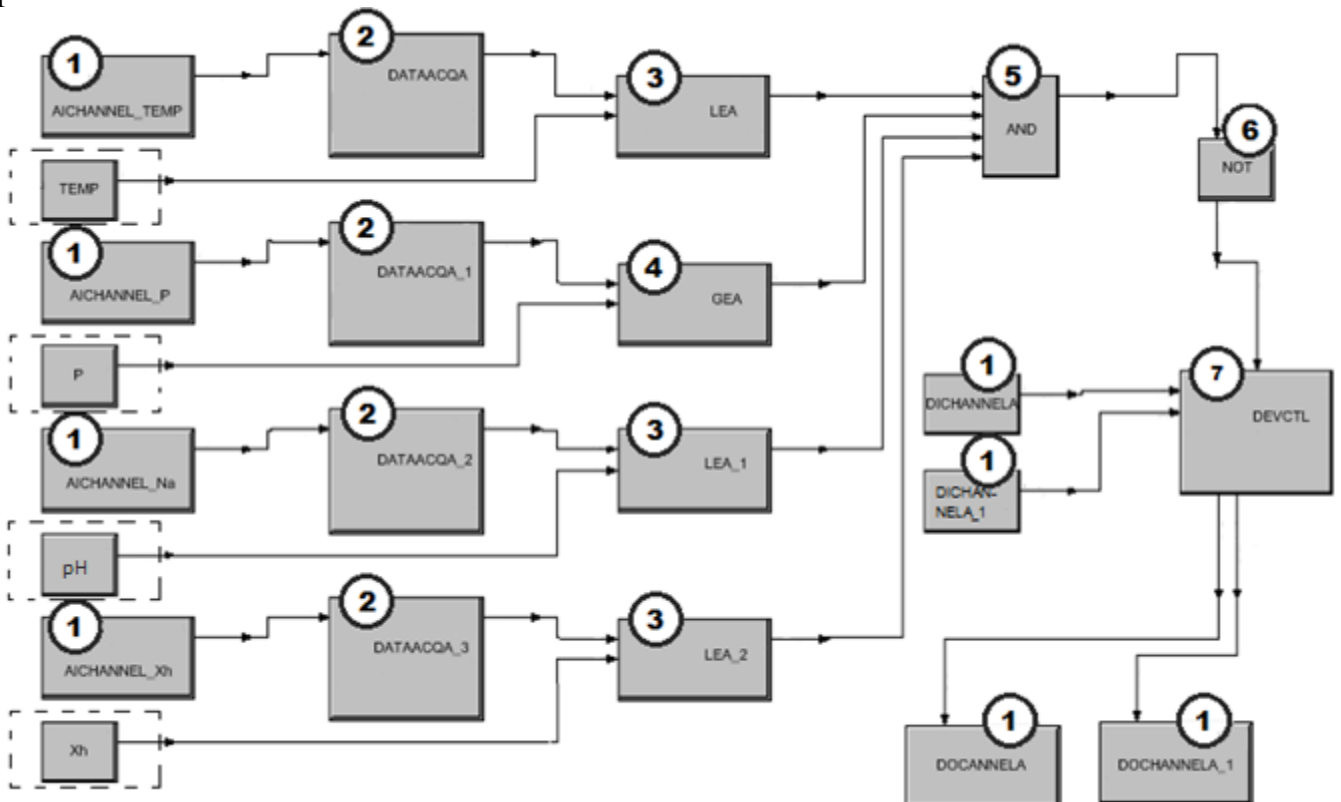 1
AICHANNEL_TEMP
2
DATAACQA
3
LEA
5
AND
6
NOT
TEMP
1
AICHANNEL_P
2
DATAACQA_1
4
GEA
P
1
DICHANNELA
7
DEVCTL
1
AICHANNEL_Na
2
DATAACQA_2
3
LEA_1
1
DICHAN-
NELA_1
pH
1
AICHANNEL_Xh
2
DATAACQA_3
3
LEA_2
Xh
1
DOCANNELA
1
DOCHANNELA_1